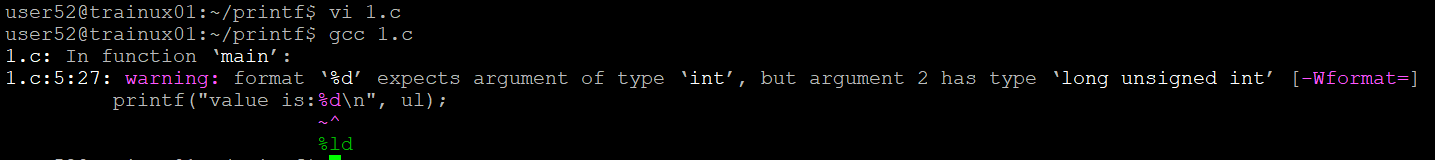 user52@trainux01:~/printf$ vi 1.c
user52@trainux01:~/printf$ gcc 1.c
1.c: In function ‘main’:
1.c:5:27: warning: format ‘%d’ expects argument of type ‘int’, but argument 2 has type ‘long unsigned int’ [-Wformat=]
printf("value is:%d\n", ul);
~^
%ld